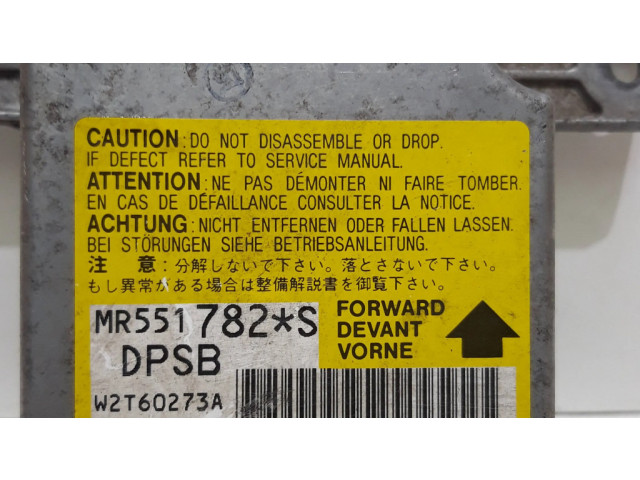 CAUTION:DO NOT DISASSEMBLE OR DROP.
IF DEFECT REFER TO SERVICE MANUAL.
ATTENTION:NE PAS DÉMONTER NI FAIRE TOMBER.
EN CAS DE DÉFAILLANCE CONSULTER LA NOTICE.
ACHTUNG:NICHT ENTFERNEN ODER FALLEN LASSEN.
BEI STÖRUNGEN SIEHE BETRIEBSANLEITUNG.
注 意:分解しないで下さい。落とさないで下さい。
もし異常がある場合は整備解説書を御覧下さい。
MR551782*S
DPSB
W2T60273A
FORWARD
DEVANT
VORNE